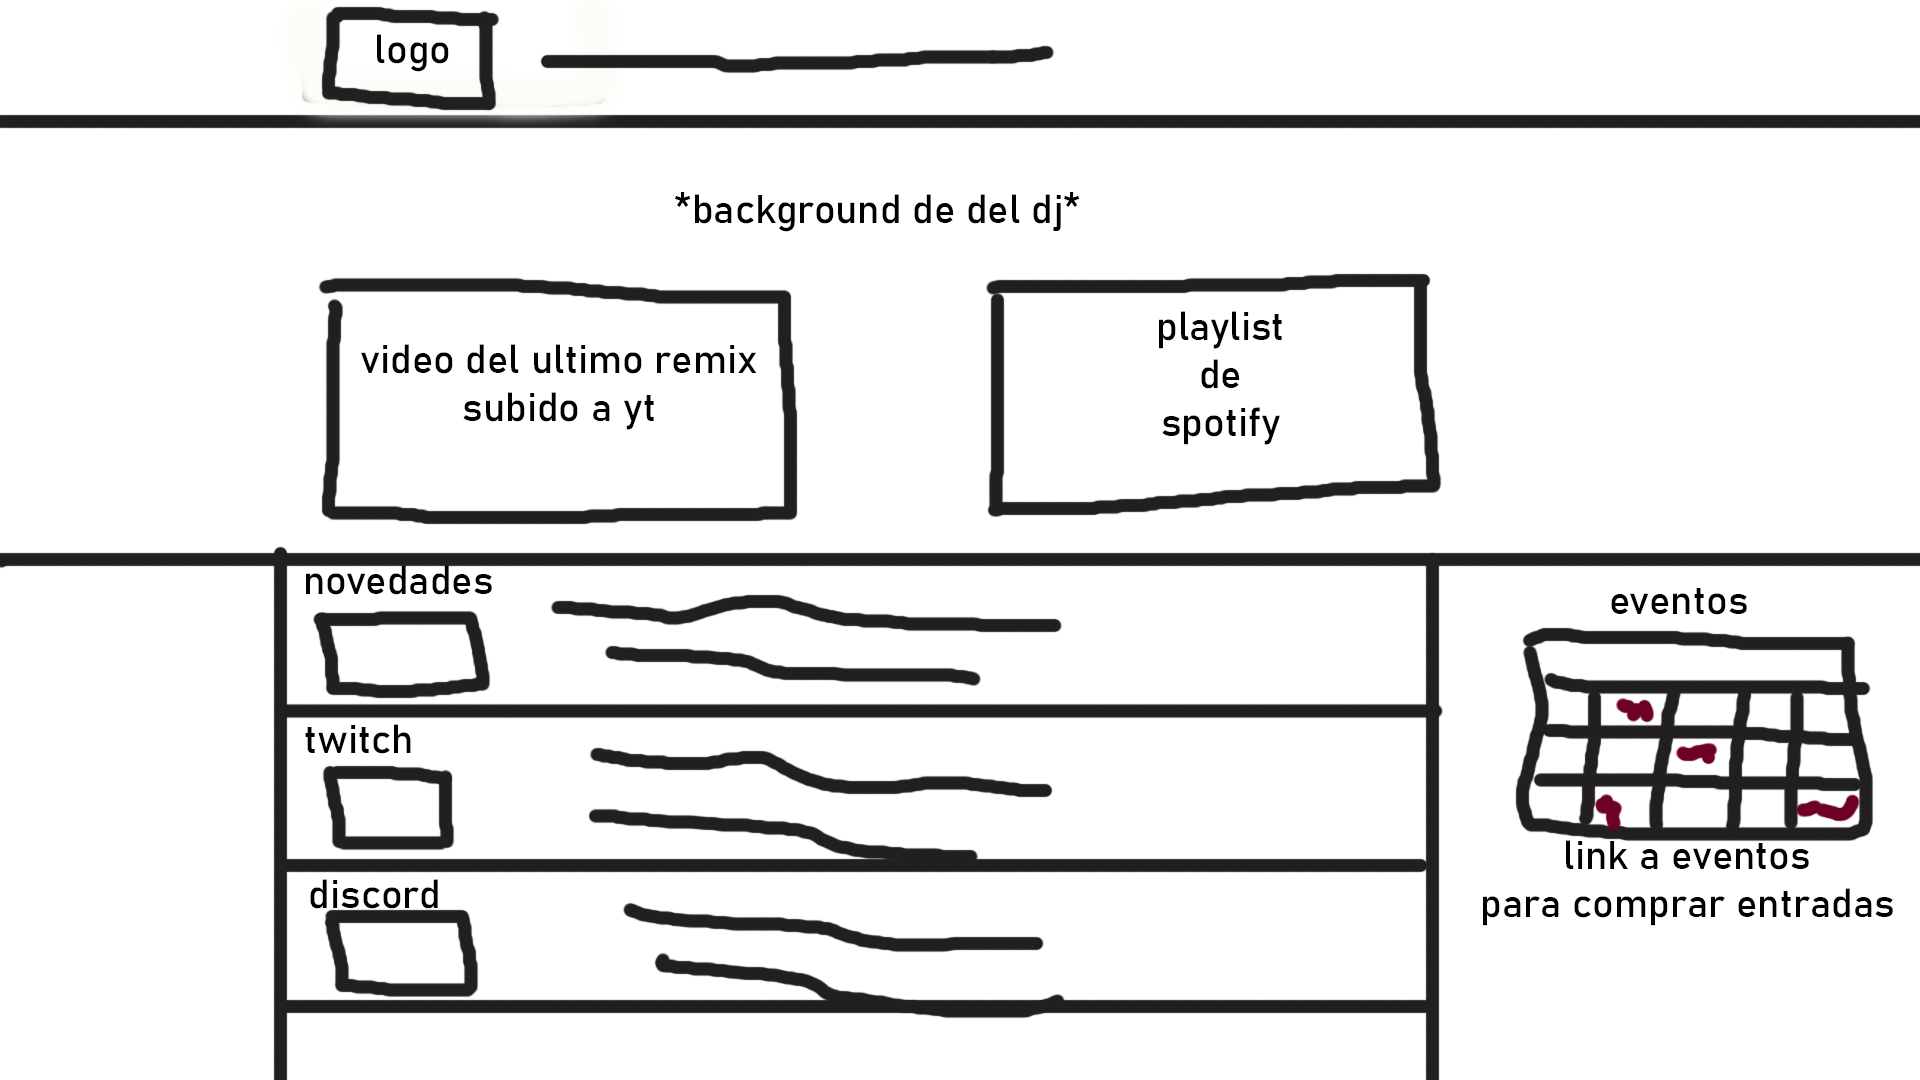 logo
*background de del dj*
video del ultimo remix
subido a yt
playlist
de
spotify
novedades
twitch
discord
eventos
link a eventos
para comprar entradas